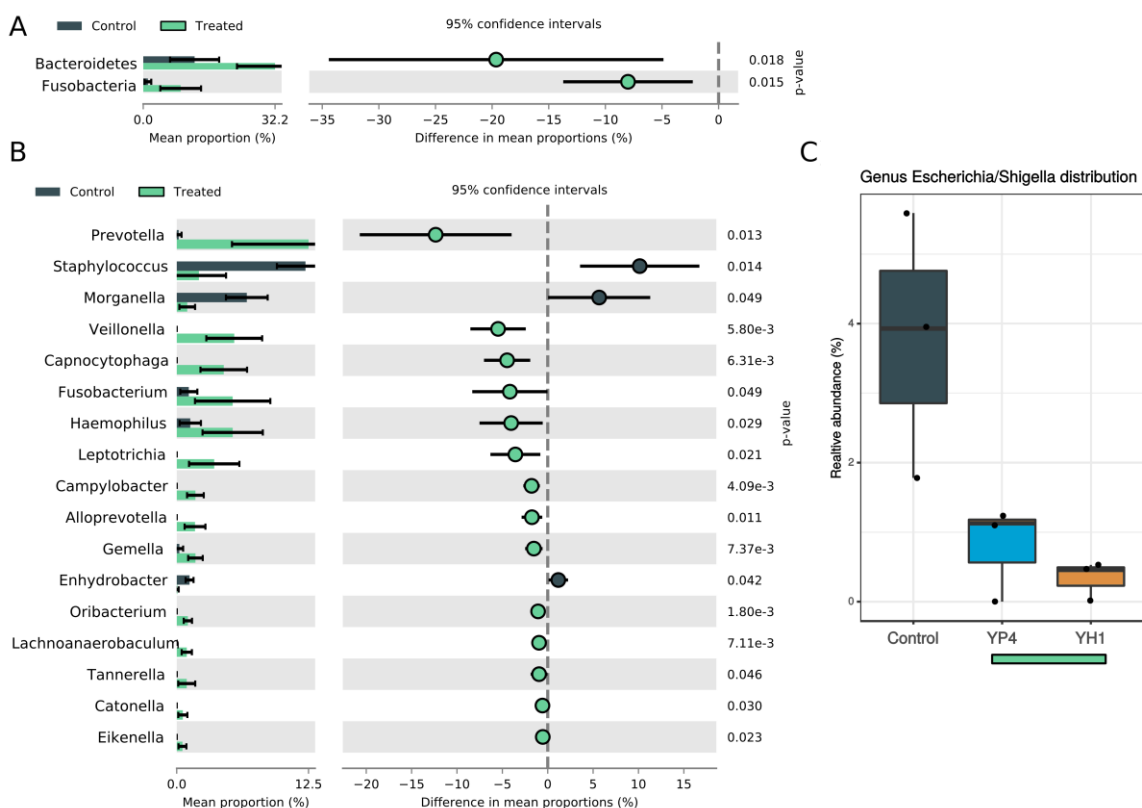 A
Control
Treated
95% confidence intervals
Bacteroidetes
0.018
Fusobacteria
0.015
p-value
0.0
32.2
−35
−30
−25
−20
−15
−10
−5
0
Mean proportion (%)
Difference in mean proportions (%)
B
Control
Treated
95% confidence intervals
Prevotella
0.013
Staphylococcus
0.014
Morganella
0.049
Veillonella
5.80e-3
Capnocytophaga
6.31e-3
Fusobacterium
0.049
Haemophilus
0.029
Leptotrichia
0.021
Campylobacter
4.09e-3
Alloprevotella
0.011
Gemella
7.37e-3
Enhydrobacter
0.042
Oribacterium
1.80e-3
Lachnoanaerobaculum
7.11e-3
Tannerella
0.046
Catonella
0.030
Eikenella
0.023
p-value
0.0
12.5
−20
−15
−10
−5
0
5
10
15
Mean proportion (%)
Difference in mean proportions (%)
C
Genus Escherichia/Shigella distribution
Realtive abundance (%)
4
2
0
Control
YP4
YH1